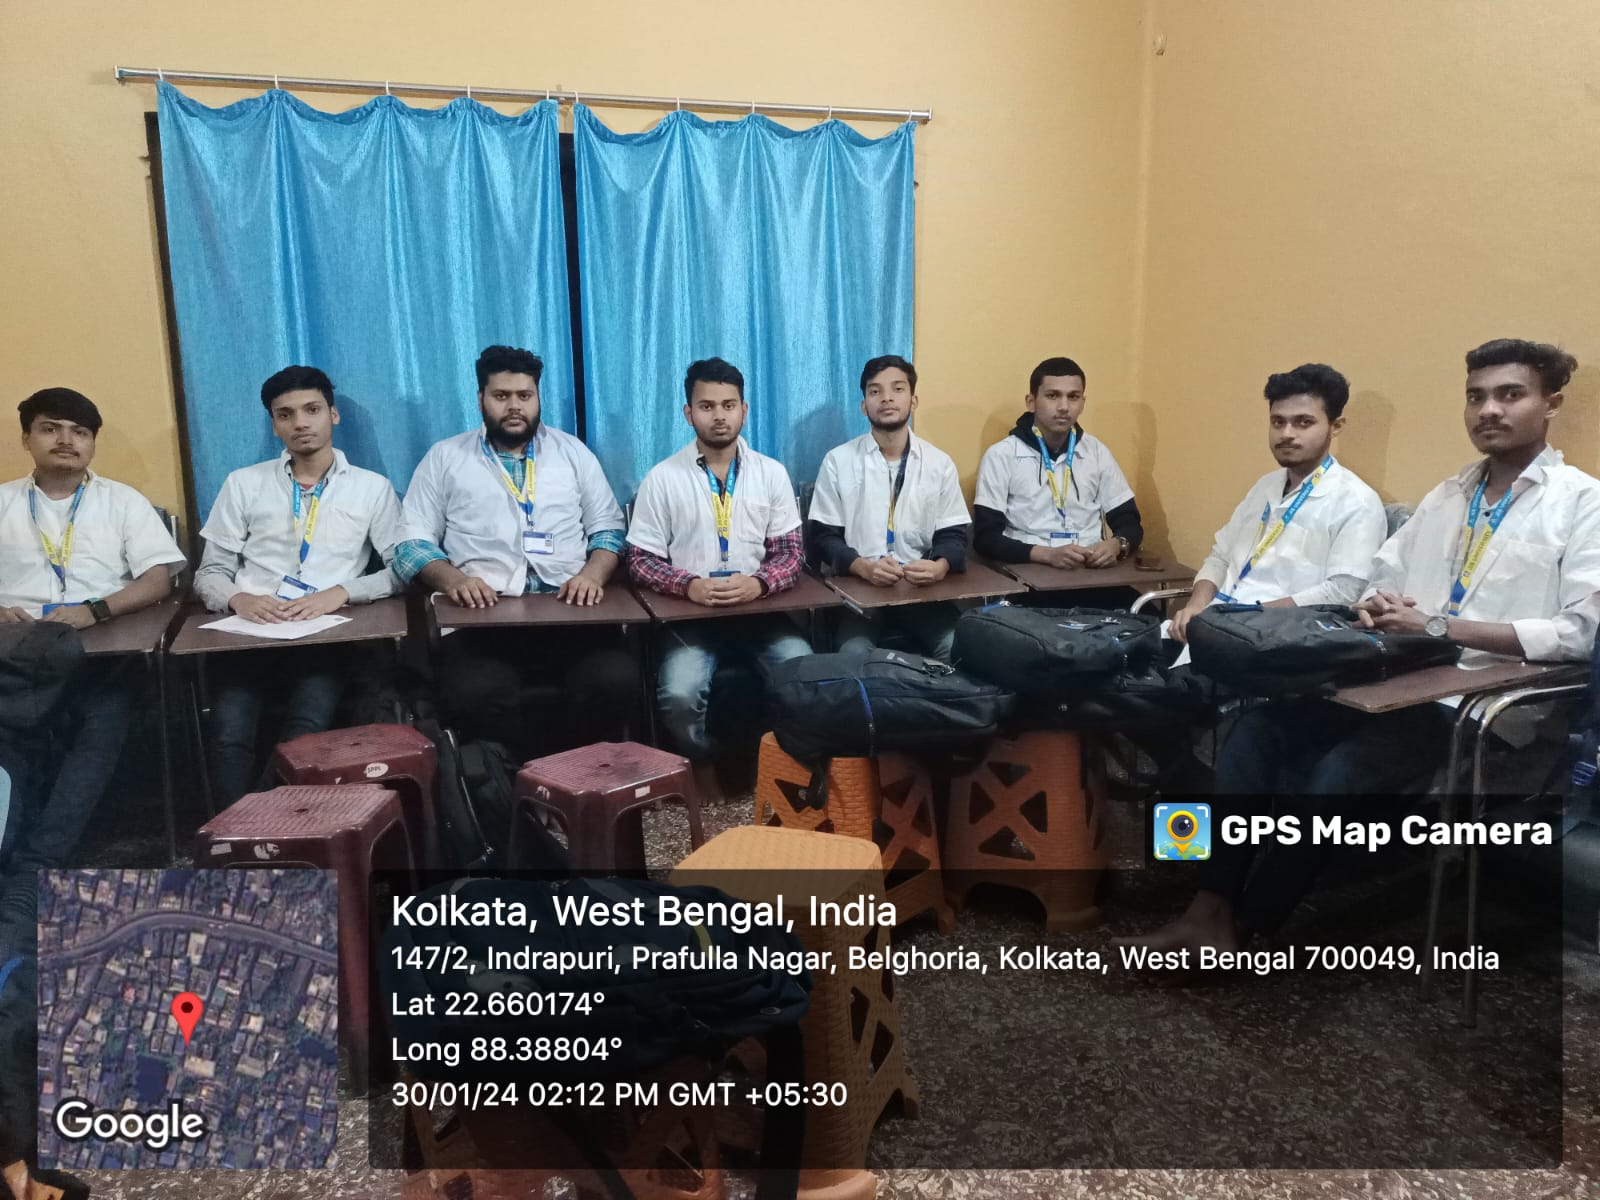 GPS Map Camera
Kolkata, West Bengal, India
147/2, Indrapuri, Prafulla Nagar, Belghoria, Kolkata, West Bengal 700049, India
Lat 22.660174°
Long 88.38804°
30/01/24 02:12 PM GMT +05:30
Google